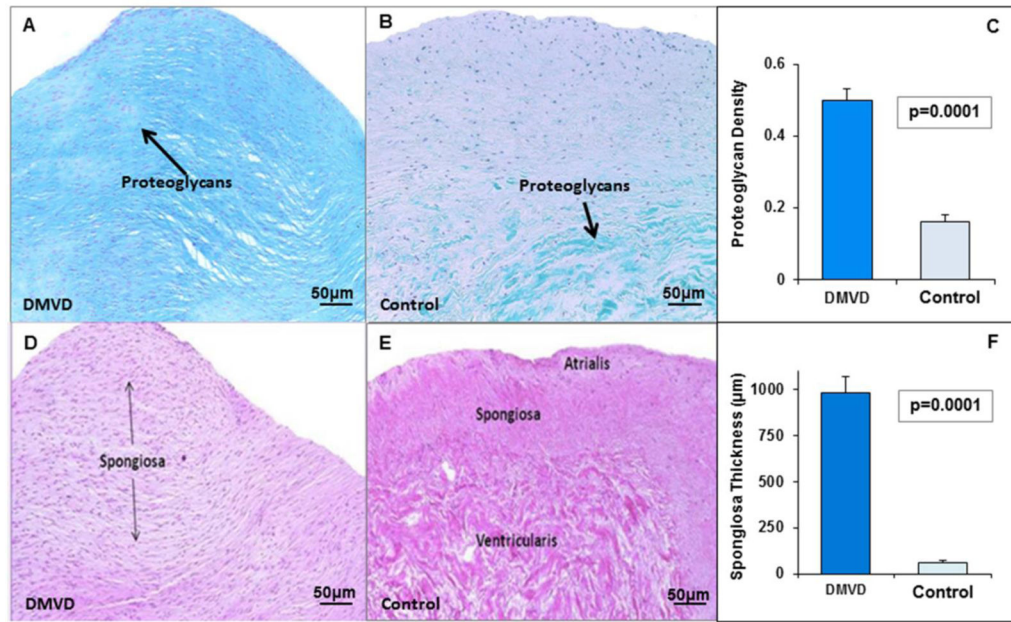 A
Proteoglycans
DMVD
50µm
B
Proteoglycans
Control
50µm
C
Proteoglycan Density
0.6
0.4
0.2
0
p=0.0001
DMVD
Control
D
Spongiosa
DMVD
50µm
E
Atrialis
Spongiosa
Ventricularis
Control
50µm
F
Spongiosa Thickness (µm)
1000
750
500
250
0
p=0.0001
DMVD
Control